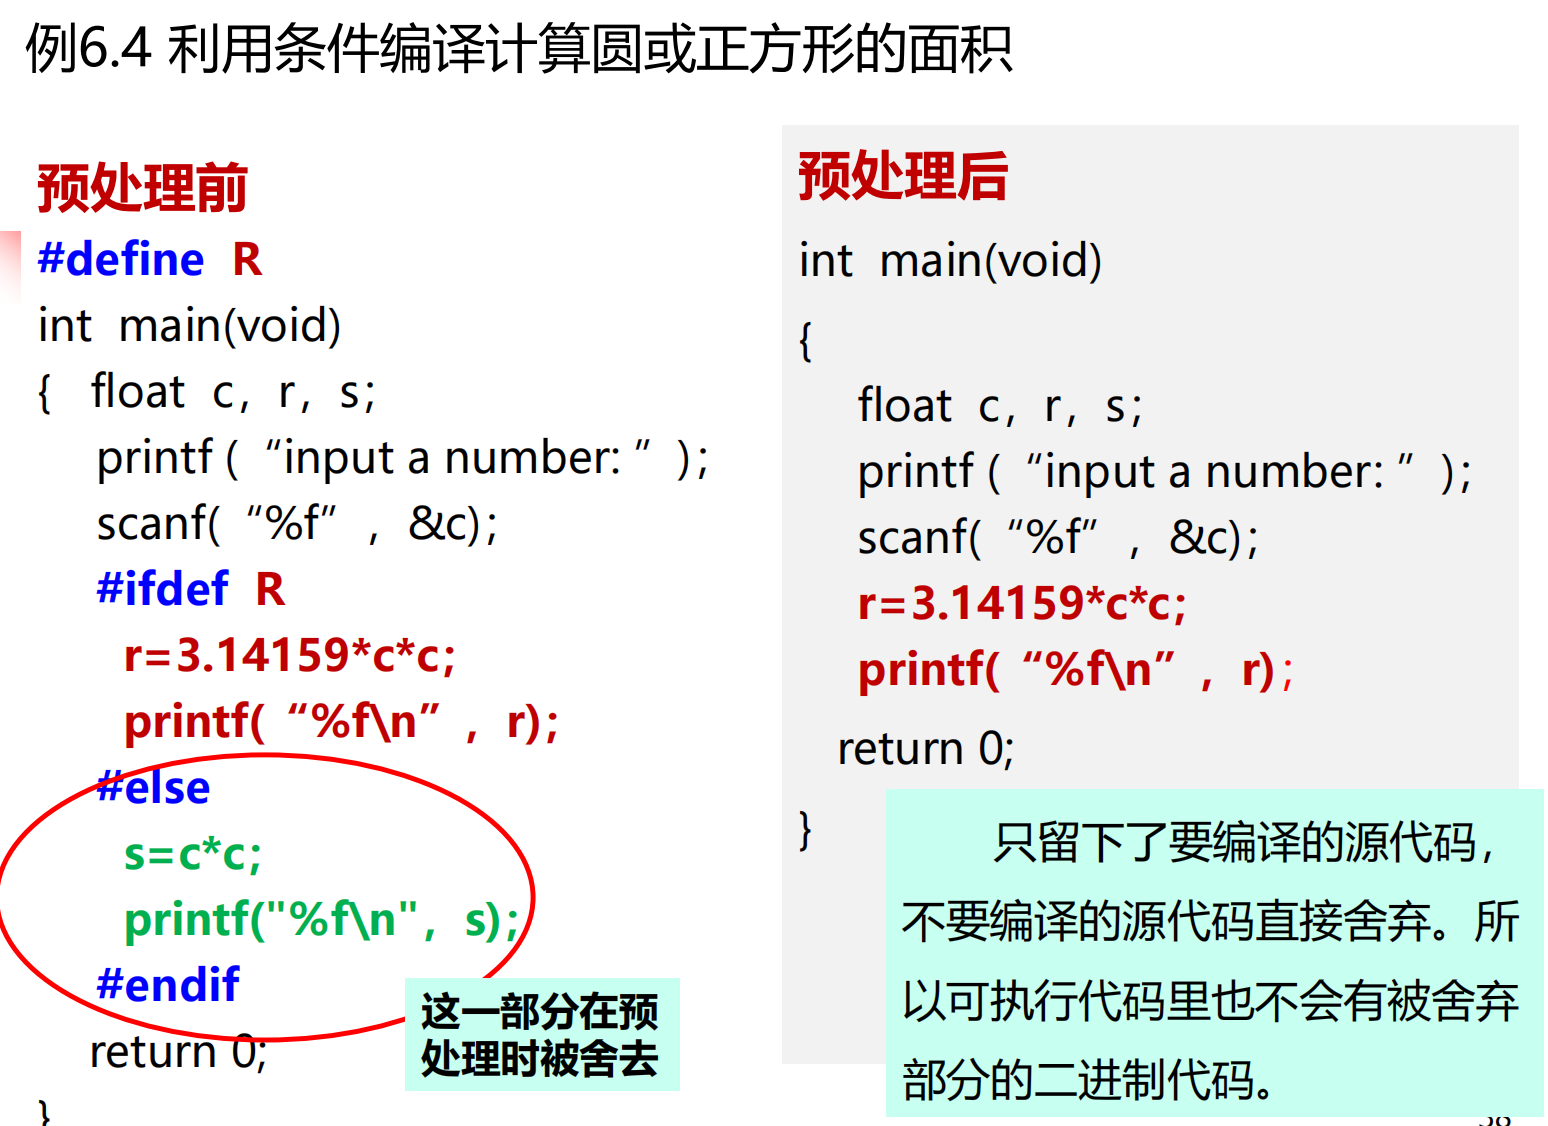 例6.4 利用条件编译计算圆或正方形的面积
预处理前
#define R
int main(void)
{ float c, r, s;
printf (“input a number: ”);
scanf(“%f”, &c);
#ifdef R
r=3.14159*c*c;
printf(“%f\n”, r);
#else
s=c*c;
printf("%f\n", s);
#endif
return 0;
}
这一部分在预
处理时被舍去
预处理后
int main(void)
{
float c, r, s;
printf (“input a number: ”);
scanf(“%f”, &c);
r=3.14159*c*c;
printf(“%f\n”, r);
return 0;
}
只留下了要编译的源代码，
不要编译的源代码直接舍弃。所
以可执行代码里也不会有被舍弃
部分的二进制代码。